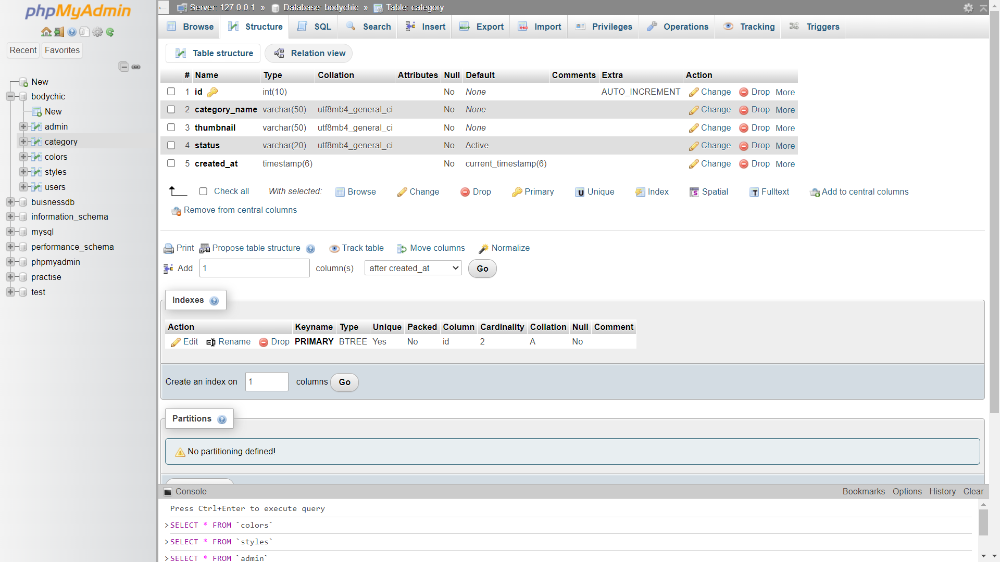 phpMyAdmin
Recent Favorites
New
bodychic
New
admin
category
colors
styles
users
buisnessdb
information_schema
mysql
performance_schema
phpmyadmin
practise
test
← Server: 127.0.0.1 » Database: bodychic » Table: category
Browse Structure SQL Search Insert Export Import Privileges Operations Tracking Triggers
Table structure Relation view
# Name Type Collation Attributes Null Default Comments Extra Action
1 id int(10) No None AUTO_INCREMENT Change Drop More
2 category_name varchar(50) utf8mb4_general_ci No None Change Drop More
3 thumbnail varchar(50) utf8mb4_general_ci No None Change Drop More
4 status varchar(20) utf8mb4_general_ci No Active Change Drop More
5 created_at timestamp(6) No current_timestamp(6) Change Drop More
Check all With selected: Browse Change Drop Primary Unique Index Spatial Fulltext Add to central columns
Remove from central columns
Print Propose table structure Track table Move columns Normalize
Add 1 column(s) after created_at Go
Indexes
Action Keyname Type Unique Packed Column Cardinality Collation Null Comment
Edit Rename Drop PRIMARY BTREE Yes No id 2 A No
Create an index on 1 columns Go
Partitions
No partitioning defined!
Console Bookmarks Options History Clear
Press Ctrl+Enter to execute query
>SELECT * FROM `colors`
>SELECT * FROM `styles`
>SELECT * FROM `admin`